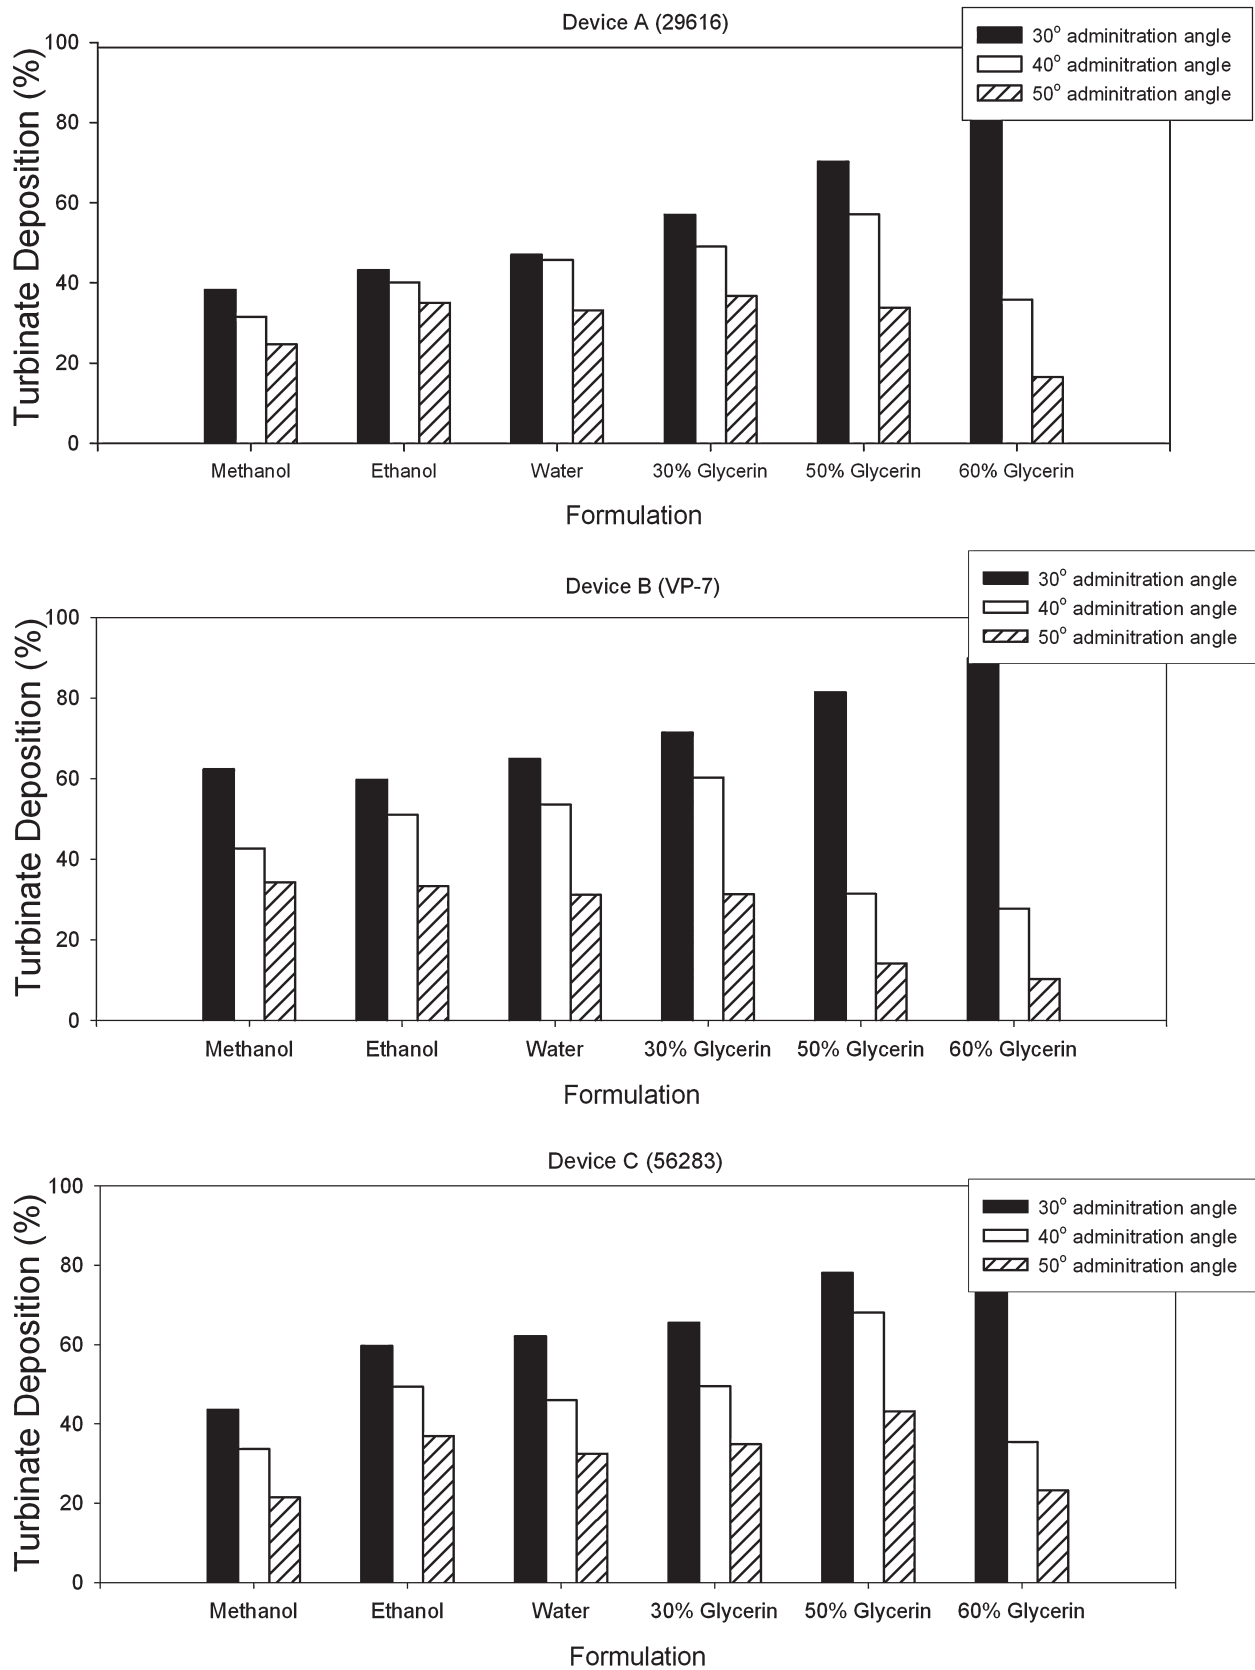 Device A (29616)
30° adminitration angle
40° adminitration angle
50° adminitration angle
Turbinate Deposition (%)
100
80
60
40
20
0
Methanol Ethanol Water 30% Glycerin 50% Glycerin 60% Glycerin
Formulation
Device B (VP-7)
30° adminitration angle
40° adminitration angle
50° adminitration angle
Turbinate Deposition (%)
100
80
60
40
20
0
Methanol Ethanol Water 30% Glycerin 50% Glycerin 60% Glycerin
Formulation
Device C (56283)
30° adminitration angle
40° adminitration angle
50° adminitration angle
Turbinate Deposition (%)
100
80
60
40
20
0
Methanol Ethanol Water 30% Glycerin 50% Glycerin 60% Glycerin
Formulation